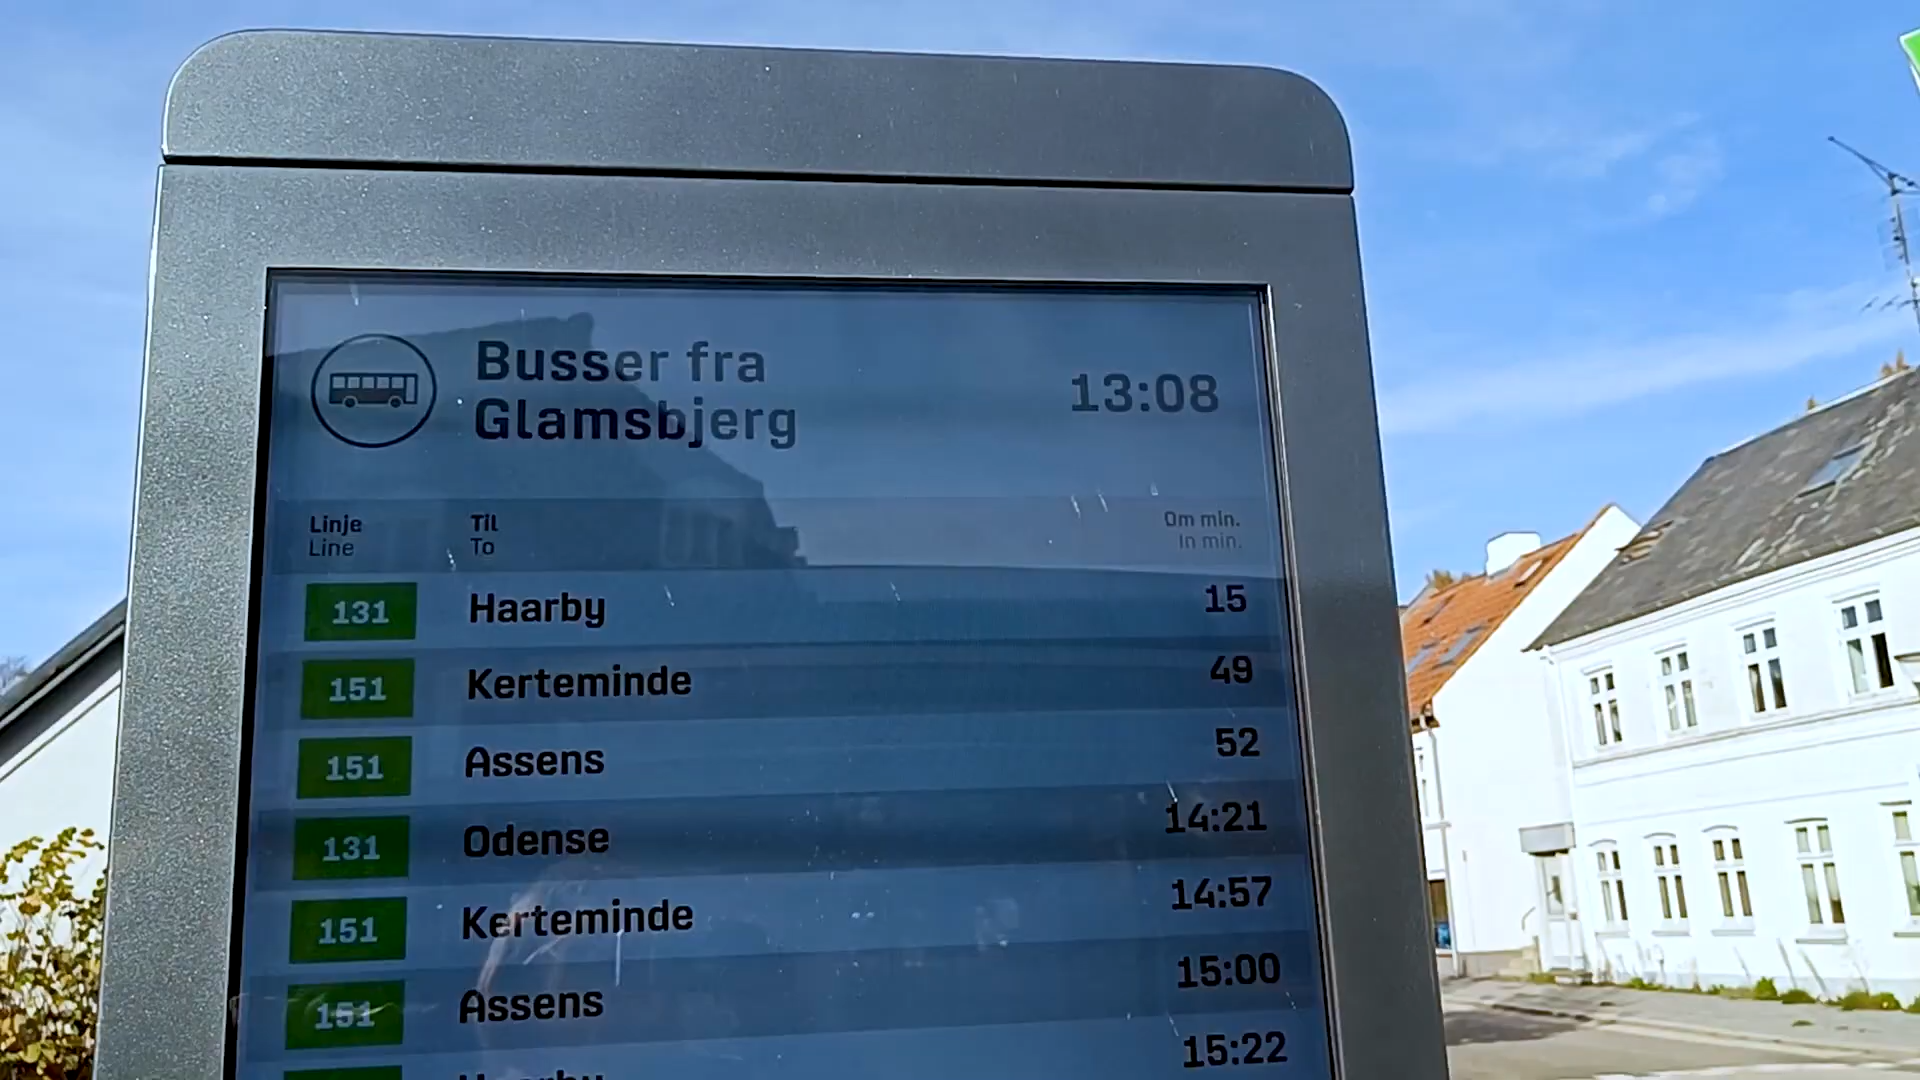 Busser fra
Glamsbjerg
13:08
Linje Til Om min.
Line To In min.
131 Haarby 15
151 Kerteminde 49
151 Assens 52
131 Odense 14:21
151 Kerteminde 14:57
151 Assens 15:00
15:22